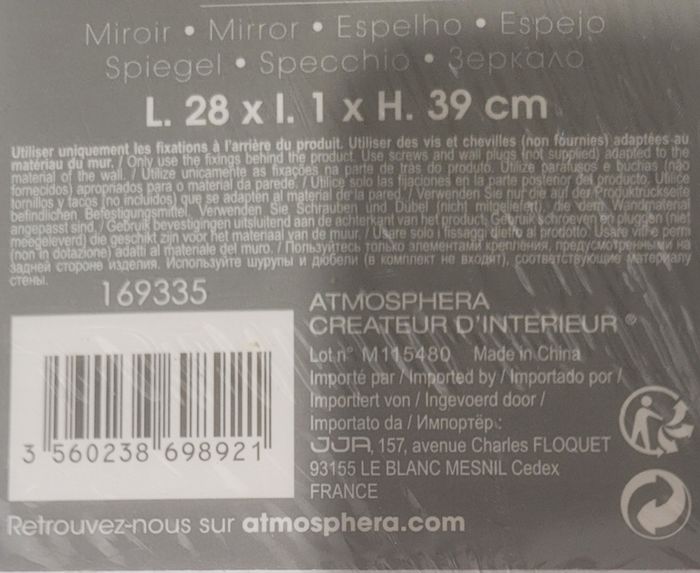 Miroir • Mirror • Espelho • Espejo
Spiegel • Specchio • Зеркало
L. 28 x l. 1 x H. 39 cm
Utiliser uniquement les fixations à l'arrière du produit. Utiliser des vis et chevilles (non fournies) adaptées au
matériau du mur. / Only use the fixings behind the product. Use screws and wall plugs (not supplied) adapted to the
material of the wall. / Utilize unicamente as fixações na parte de trás do produto. Utilize parafusos e buchas (não
fornecidos) apropriados para o material da parede. / Utilice solo las fijaciones en la parte posterior del producto. Utilice
tornillos y tacos (no incluidos) que se adapten al material de la pared. / Verwenden Sie nur die auf der Produktrückseite
befindlichen Befestigungsmittel. Verwenden Sie Schrauben und Dübel (nicht mitgeliefert), die dem Wandmaterial
angepasst sind. / Gebruik bevestigingen uitsluitend aan de achterkant van het product. Gebruik schroeven en pluggen (niet
meegeleverd) die geschikt zijn voor het materiaal van de muur. / Usare solo i fissaggi dietro al prodotto. Usare viti e perni
(non in dotazione) adatti al materiale del muro. / Пользуйтесь только элементами крепления, предусмотренными на
задней стороне изделия. Используйте шурупы и дюбели (в комплект не входят), соответствующие материалу
стены.
169335
3 560238 698921
ATMOSPHERA
CREATEUR D'INTERIEUR ®
Lot n° M115480 Made in China
Importé par / Imported by / Importado por /
Importiert von / Ingevoerd door /
Importato da / Импортёр :
JJA, 157, avenue Charles FLOQUET
93155 LE BLANC MESNIL Cedex
FRANCE
Retrouvez-nous sur atmosphera.com